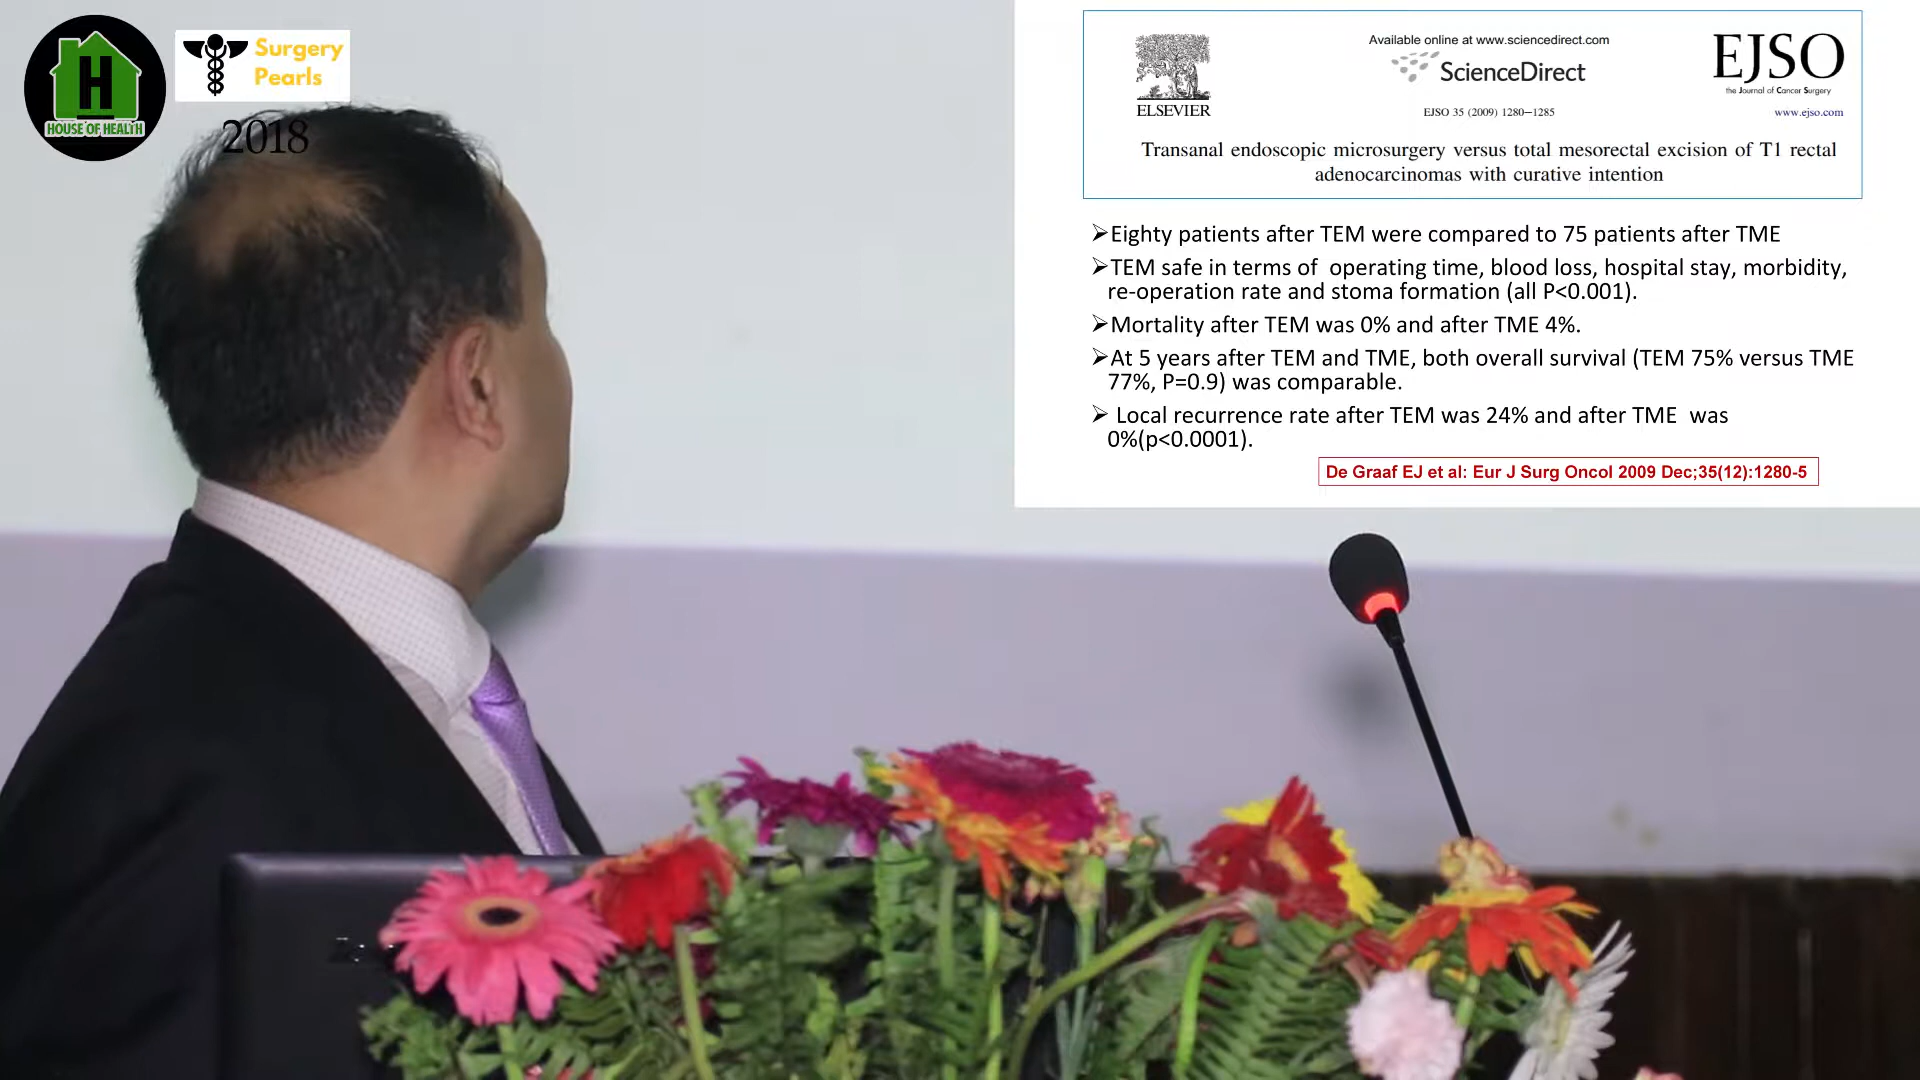 H
HOUSE OF HEALTH
Surgery
Pearls
2018
ELSEVIER
Available online at www.sciencedirect.com
ScienceDirect
EJSO 35 (2009) 1280–1285
EJSO
the Journal of Cancer Surgery
www.ejso.com
Transanal endoscopic microsurgery versus total mesorectal excision of T1 rectal
adenocarcinomas with curative intention
➢Eighty patients after TEM were compared to 75 patients after TME
➢TEM safe in terms of operating time, blood loss, hospital stay, morbidity,
re-operation rate and stoma formation (all P<0.001).
➢Mortality after TEM was 0% and after TME 4%.
➢At 5 years after TEM and TME, both overall survival (TEM 75% versus TME
77%, P=0.9) was comparable.
➢ Local recurrence rate after TEM was 24% and after TME was
0%(p<0.0001).
De Graaf EJ et al: Eur J Surg Oncol 2009 Dec;35(12):1280-5